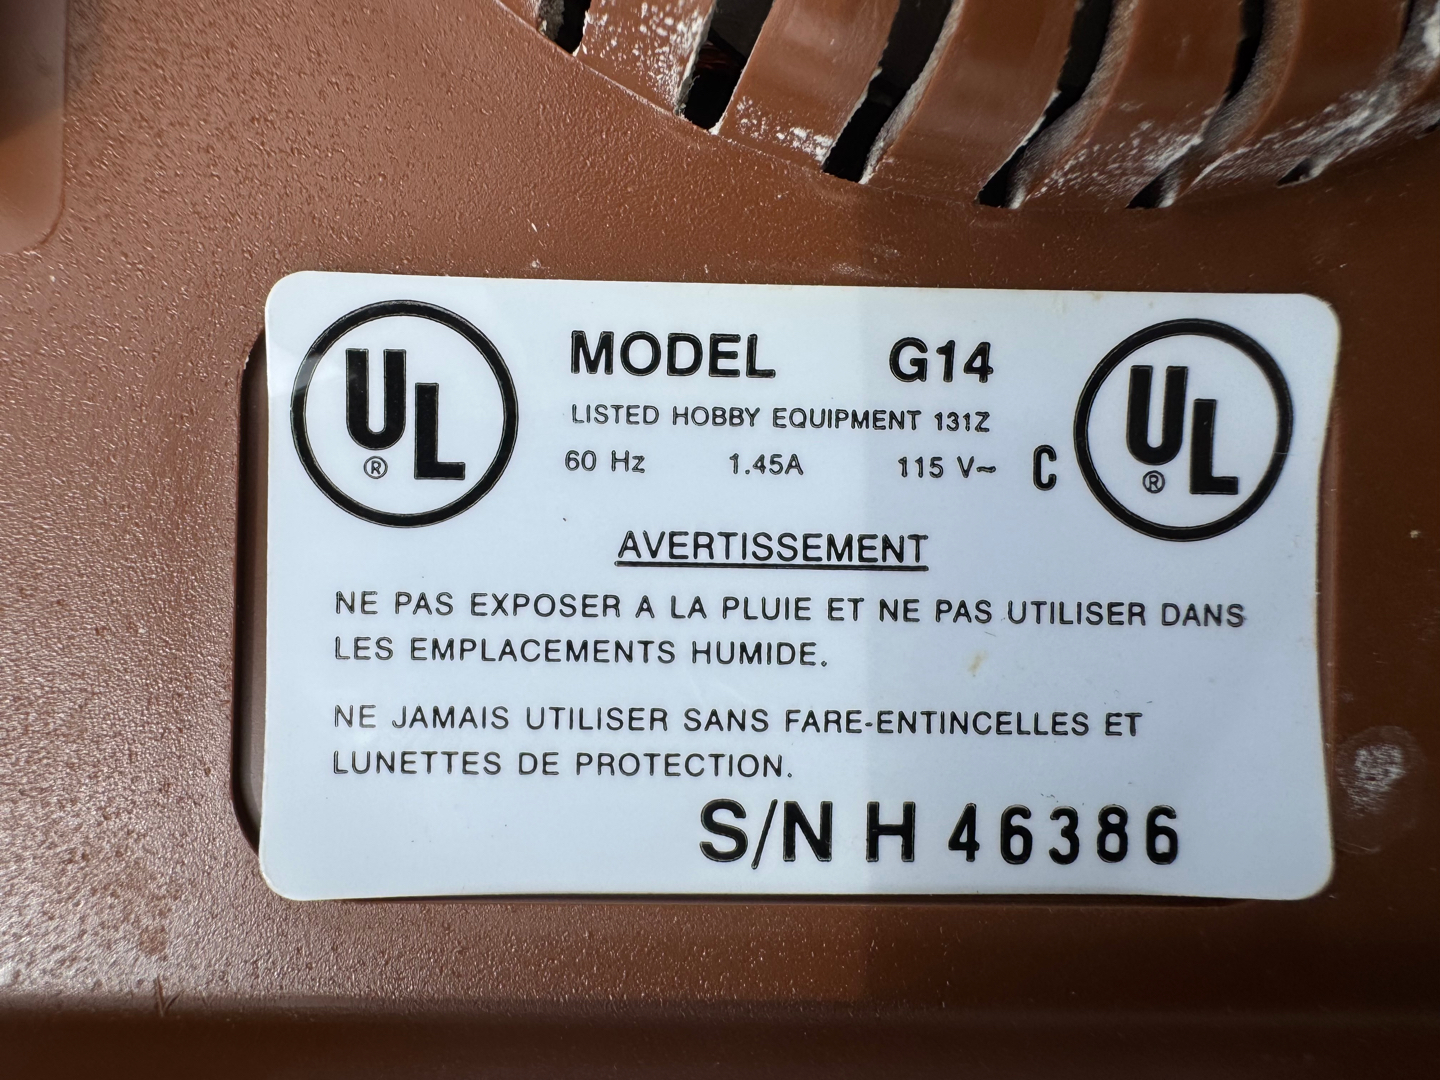 UL ® MODEL G14 UL ®
LISTED HOBBY EQUIPMENT 131Z
60 Hz 1.45A 115 V~ C
AVERTISSEMENT
NE PAS EXPOSER A LA PLUIE ET NE PAS UTILISER DANS
LES EMPLACEMENTS HUMIDE.
NE JAMAIS UTILISER SANS FARE-ENTINCELLES ET
LUNETTES DE PROTECTION.
S/N H 46386